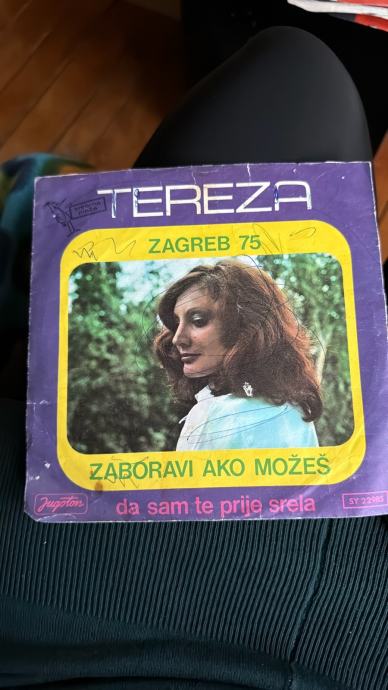 TEREZA
ZAGREB 75
ZABORAVI AKO MOŽEŠ
da sam te prije srela
Jugoton
SY 22985